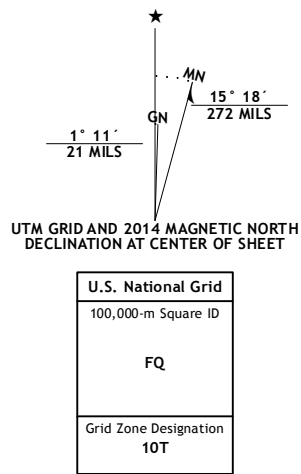 MN
GN
15° 18´
272 MILS
1° 11´
21 MILS
UTM GRID AND 2014 MAGNETIC NORTH
DECLINATION AT CENTER OF SHEET
U.S. National Grid
100,000-m Square ID
FQ
Grid Zone Designation
10T